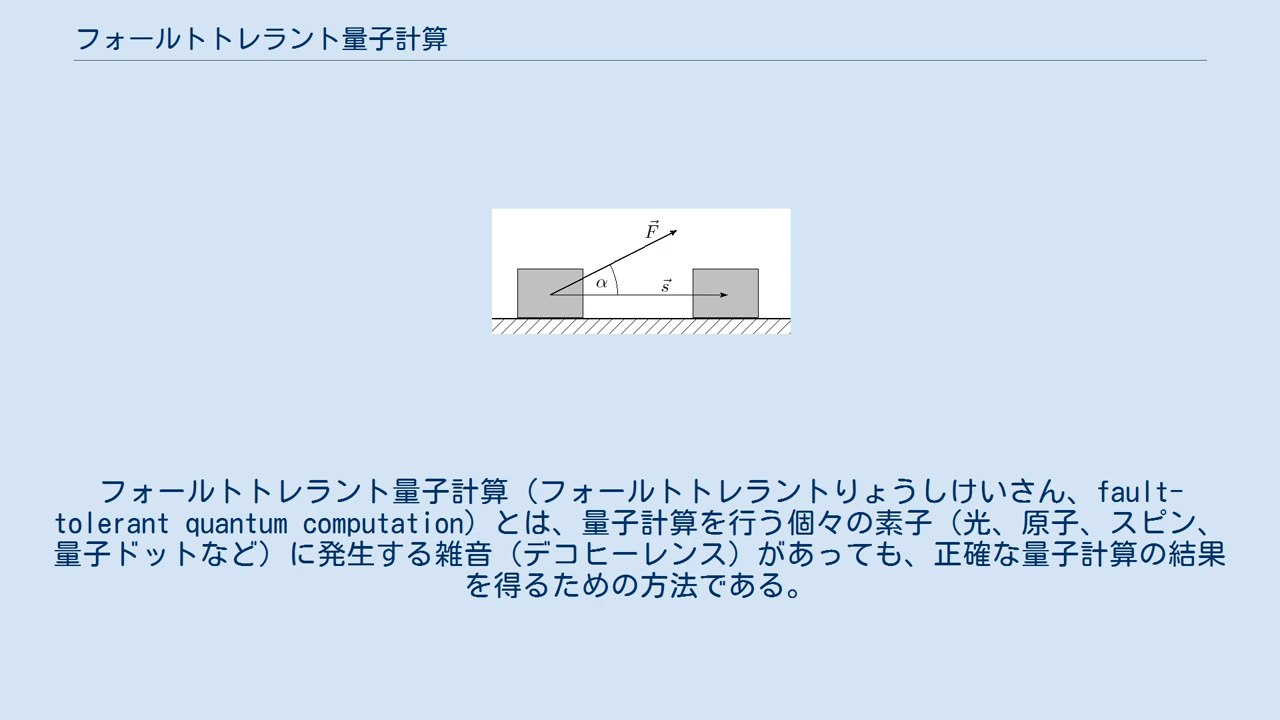 フォールトトレラント量子計算
F⃗
α
s⃗
フォールトトレラント量子計算（フォールトトレラントりょうしけいさん、fault-
tolerant quantum computation）とは、量子計算を行う個々の素子（光、原子、スピン、
量子ドットなど）に発生する雑音（デコヒーレンス）があっても、正確な量子計算の結果
を得るための方法である。